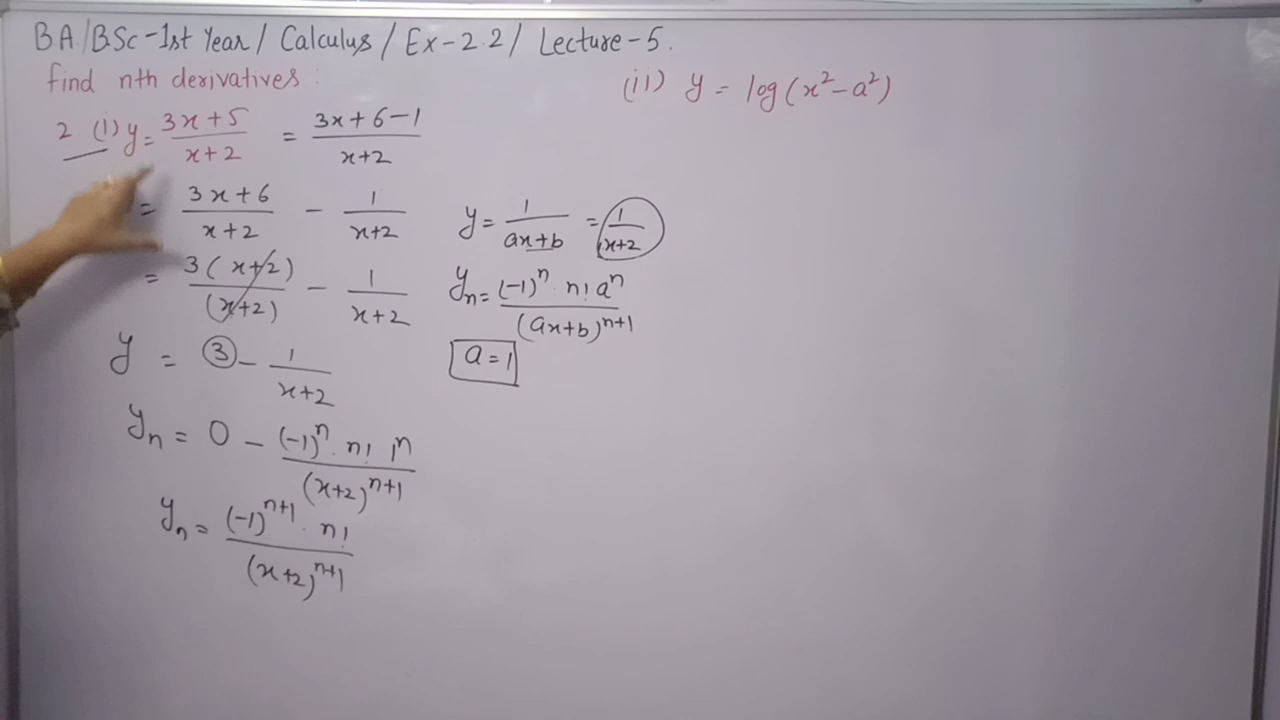 BA/BSc-1st Year/ Calculus/ Ex-2.2/ Lecture-5.
find nth derivatives:
2. (i) y = (3x+5)/(x+2) = (3x+6-1)/(x+2)
= (3x+6)/(x+2) - 1/(x+2)
= 3(x+2)/(x+2) - 1/(x+2)
y = 3 - 1/(x+2)
yₙ = 0 - (-1)ⁿ. n! 1ⁿ/(x+2)ⁿ⁺¹
yₙ = (-1)ⁿ⁺¹. n!/(x+2)ⁿ⁺¹
y = 1/(ax+b) = 1/(x+2)
yₙ = (-1)ⁿ n! aⁿ/(ax+b)ⁿ⁺¹
a = 1
(ii) y = log(x²-a²)